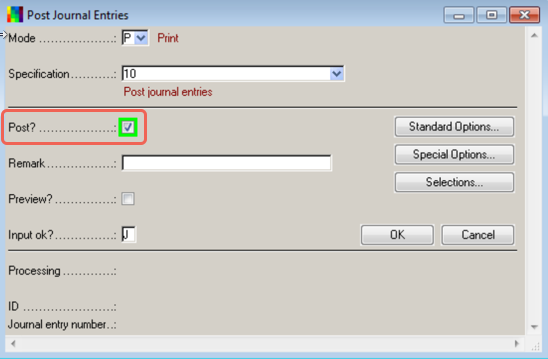 Post Journal Entries
Mode ..................: P Print
Specification..........: 10
Post journal entries
Post? ..................: Standard Options...
Special Options...
Remark ................:
Selections...
Preview? ..............:
Input ok?..............: J OK Cancel
Processing ............:
ID .....................:
Journal entry number..: